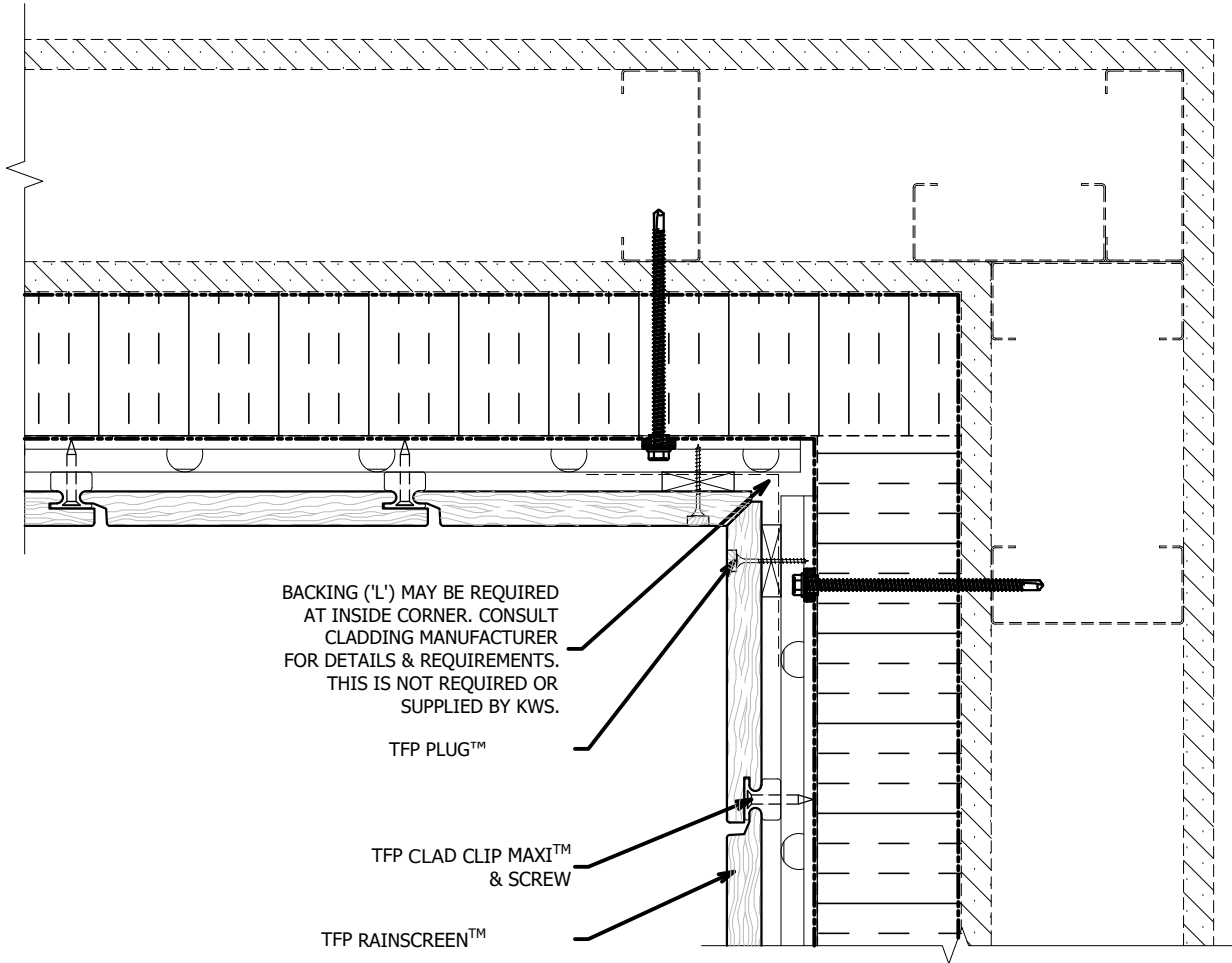 BACKING ('L') MAY BE REQUIRED
AT INSIDE CORNER. CONSULT
CLADDING MANUFACTURER
FOR DETAILS & REQUIREMENTS.
THIS IS NOT REQUIRED OR
SUPPLIED BY KWS.
TFP PLUG™
TFP CLAD CLIP MAXI™
& SCREW
TFP RAINSCREEN™